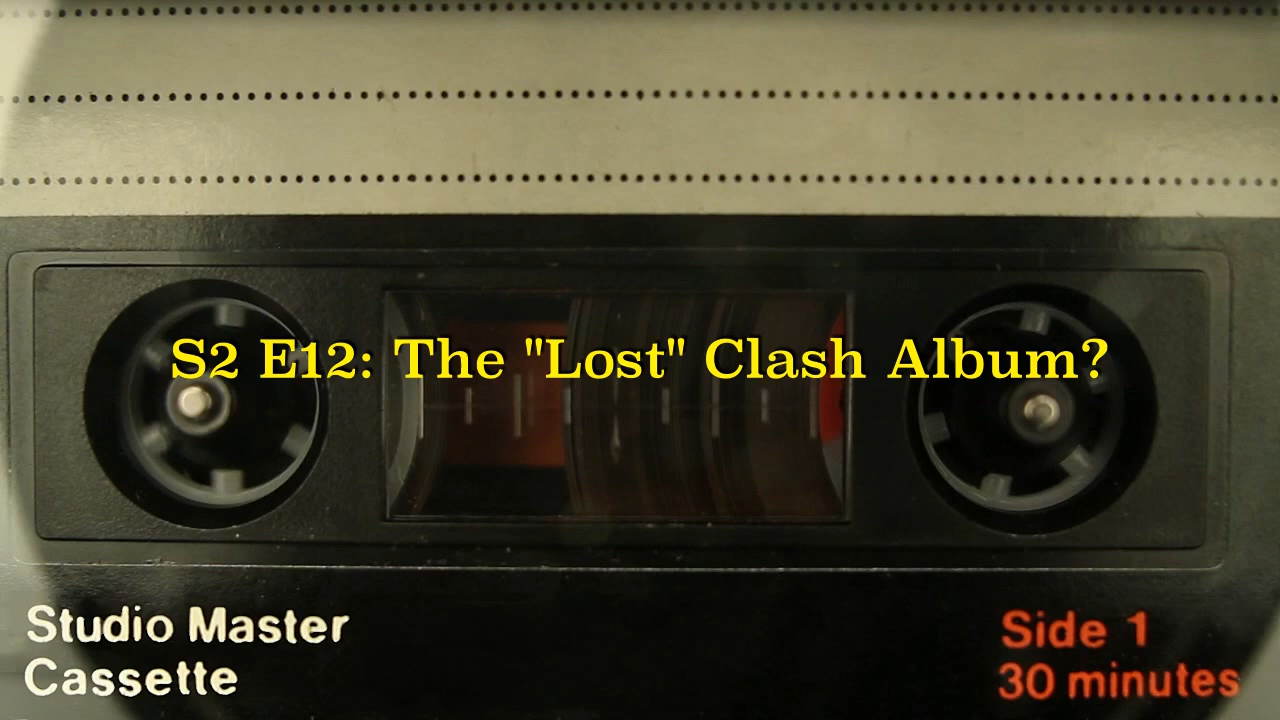 S2 E12: The "Lost" Clash Album?
Studio Master
Cassette
Side 1
30 minutes